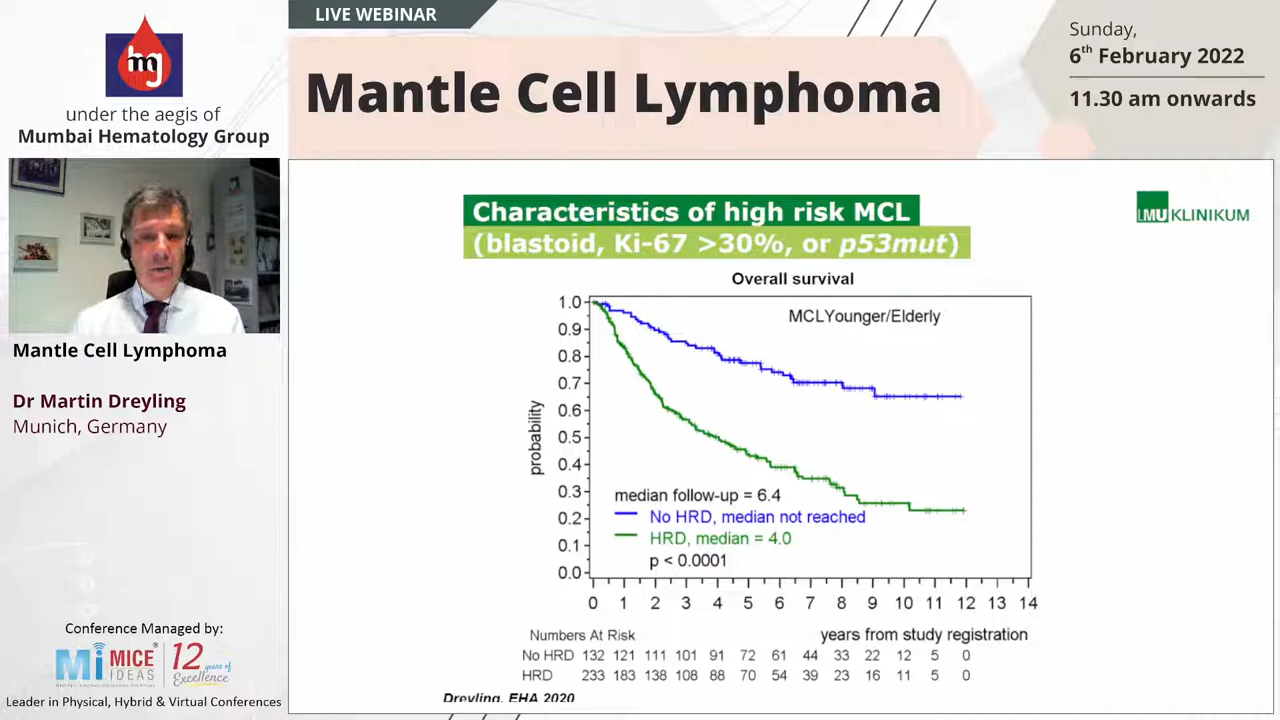 LIVE WEBINAR
Mantle Cell Lymphoma
Sunday,
6th February 2022
11.30 am onwards
mg
under the aegis of
Mumbai Hematology Group
Mantle Cell Lymphoma
Dr Martin Dreyling
Munich, Germany
Conference Managed by:
Mi MICE IDEAS
12 years of Excellence
Leader in Physical, Hybrid & Virtual Conferences
Characteristics of high risk MCL
(blastoid, Ki-67 >30%, or p53mut)
LMU KLINIKUM
Overall survival
MCLYounger/Elderly
probability
1.0
0.9
0.8
0.7
0.6
0.5
0.4
0.3
0.2
0.1
0.0
median follow-up = 6.4
No HRD, median not reached
HRD, median = 4.0
p < 0.0001
0 1 2 3 4 5 6 7 8 9 10 11 12 13 14
Numbers At Risk
years from study registration
No HRD 132 121 111 101 91 72 61 44 33 22 12 5 0
HRD 233 183 138 108 88 70 54 39 23 16 11 5 0
Dreyling, EHA 2020